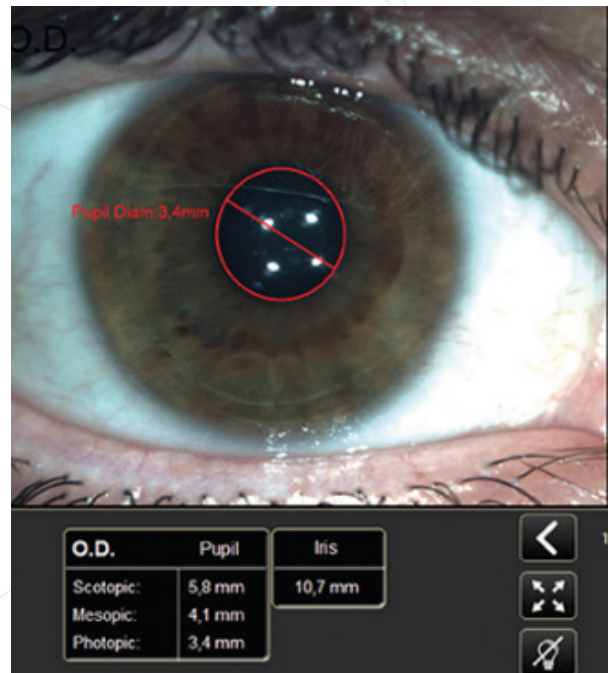 O.D.
Pupil Diam:3,4mm
O.D. Pupil Iris
Scotopic: 5,8 mm 10,7 mm
Mesopic: 4,1 mm
Photopic: 3,4 mm
1